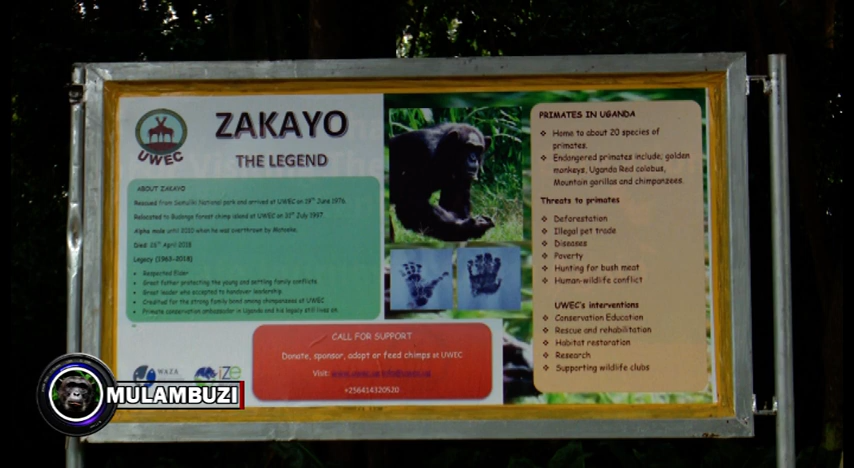 UWEC
ZAKAYO
THE LEGEND
ABOUT ZAKAYO
Rescued from Semuliki National park and arrived at UWEC on 19th June 1976.
Relocated to Budongo forest chimp island at UWEC on 31st July 1997.
Alpha male until 2010 when he was overthrown by Matooke.
Died: 26th April 2018
Legacy (1963-2018)
• Respected Elder
• Great father protecting the young and settling family conflicts.
• Great leader who accepted to handover leadership.
• Credited for the strong family bond among chimpanzees at UWEC
• Primate conservation ambassador in Uganda and his legacy still lives on
WAZA
iZE
CALL FOR SUPPORT
Donate, sponsor, adopt or feed chimps at UWEC
Visit:
+256414320520
PRIMATES IN UGANDA
❖ Home to about 20 species of
primates.
❖ Endangered primates include; golden
monkeys, Uganda Red colobus,
Mountain gorillas and chimpanzees.
Threats to primates
❖ Deforestation
❖ Illegal pet trade
❖ Diseases
❖ Poverty
❖ Hunting for bush meat
❖ Human-wildlife conflict
UWEC's interventions
❖ Conservation Education
❖ Rescue and rehabilitation
❖ Habitat restoration
❖ Research
❖ Supporting wildlife clubs
MULAMBUZI